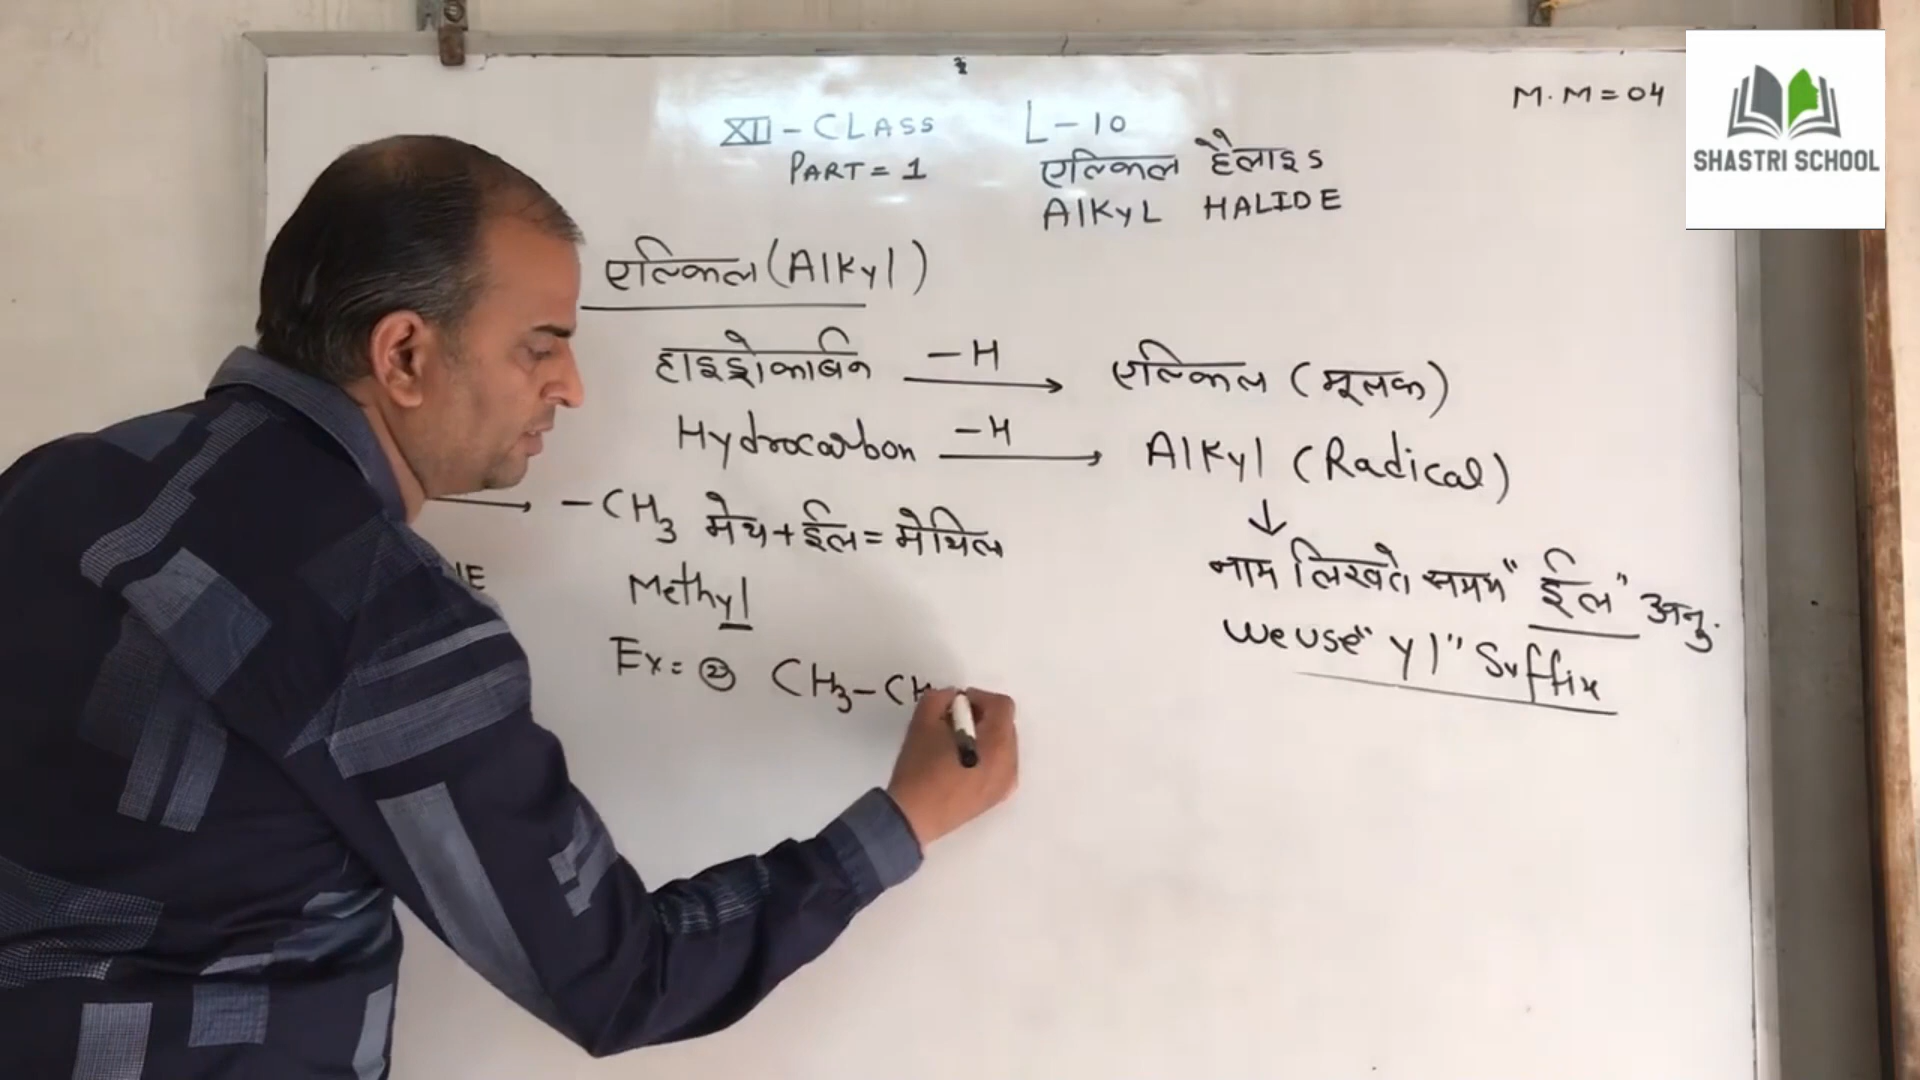 M.M = 04
SHASTRI SCHOOL
XII - CLASS L-10
PART = 1 एल्किल हैलाइड
AlKyL HALIDE
एल्किल (Alkyl)
हाइड्रोकार्बन -H एल्किल (मूलक)
Hydrocarbon -H Alkyl (Radical)
-CH3 मेथ + ईल = मेथिल
Methyl
नाम लिखते समय "ईल" अनु.
We use "yl" Suffix
Ex = ② CH3-CH